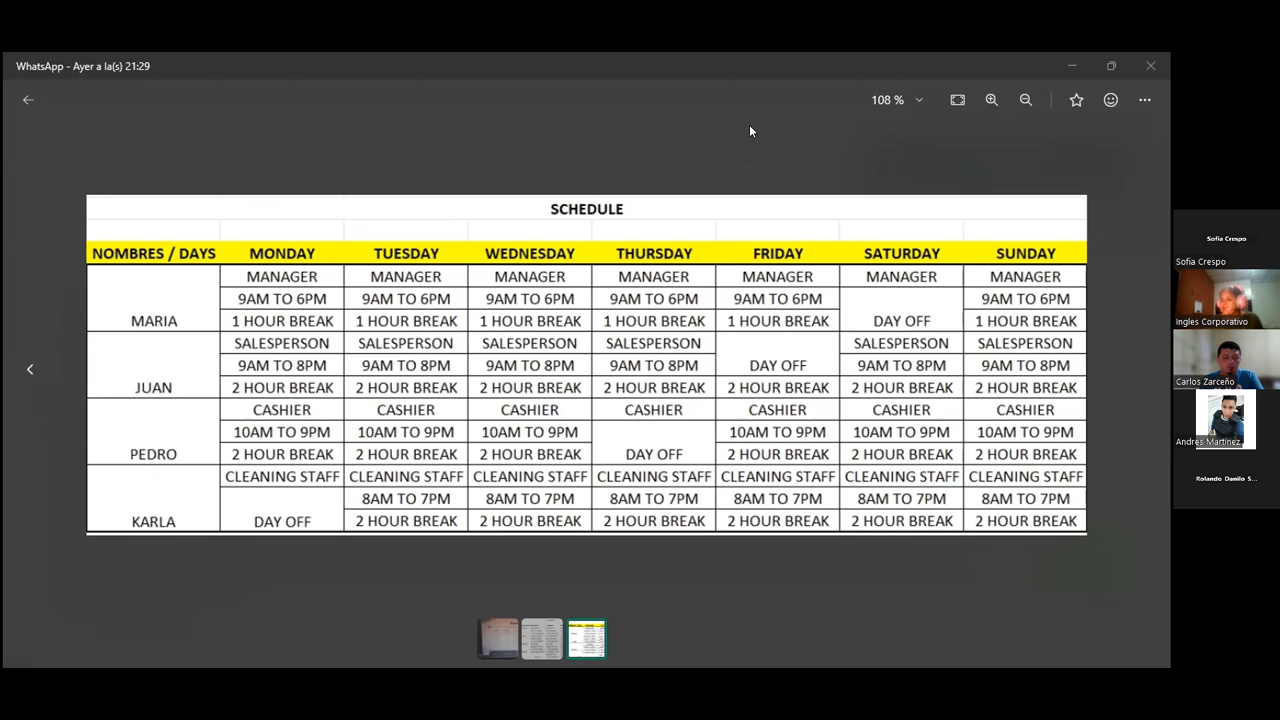 WhatsApp - Ayer a la(s) 21:29
108 %
SCHEDULE
NOMBRES / DAYS MONDAY TUESDAY WEDNESDAY THURSDAY FRIDAY SATURDAY SUNDAY
MANAGER MANAGER MANAGER MANAGER MANAGER MANAGER MANAGER
9AM TO 6PM 9AM TO 6PM 9AM TO 6PM 9AM TO 6PM 9AM TO 6PM 9AM TO 6PM
MARIA 1 HOUR BREAK 1 HOUR BREAK 1 HOUR BREAK 1 HOUR BREAK 1 HOUR BREAK DAY OFF 1 HOUR BREAK
SALESPERSON SALESPERSON SALESPERSON SALESPERSON SALESPERSON SALESPERSON
9AM TO 8PM 9AM TO 8PM 9AM TO 8PM 9AM TO 8PM DAY OFF 9AM TO 8PM 9AM TO 8PM
JUAN 2 HOUR BREAK 2 HOUR BREAK 2 HOUR BREAK 2 HOUR BREAK 2 HOUR BREAK 2 HOUR BREAK 2 HOUR BREAK
CASHIER CASHIER CASHIER CASHIER CASHIER CASHIER CASHIER
10AM TO 9PM 10AM TO 9PM 10AM TO 9PM 10AM TO 9PM 10AM TO 9PM 10AM TO 9PM
PEDRO 2 HOUR BREAK 2 HOUR BREAK 2 HOUR BREAK DAY OFF 2 HOUR BREAK 2 HOUR BREAK 2 HOUR BREAK
CLEANING STAFF CLEANING STAFF CLEANING STAFF CLEANING STAFF CLEANING STAFF CLEANING STAFF CLEANING STAFF
8AM TO 7PM 8AM TO 7PM 8AM TO 7PM 8AM TO 7PM 8AM TO 7PM 8AM TO 7PM
KARLA DAY OFF 2 HOUR BREAK 2 HOUR BREAK 2 HOUR BREAK 2 HOUR BREAK 2 HOUR BREAK 2 HOUR BREAK
Sofia Crespo
Sofia Crespo
Ingles Corporativo
Carlos Zarceño
Andres Martinez
Rolando Danilo S...